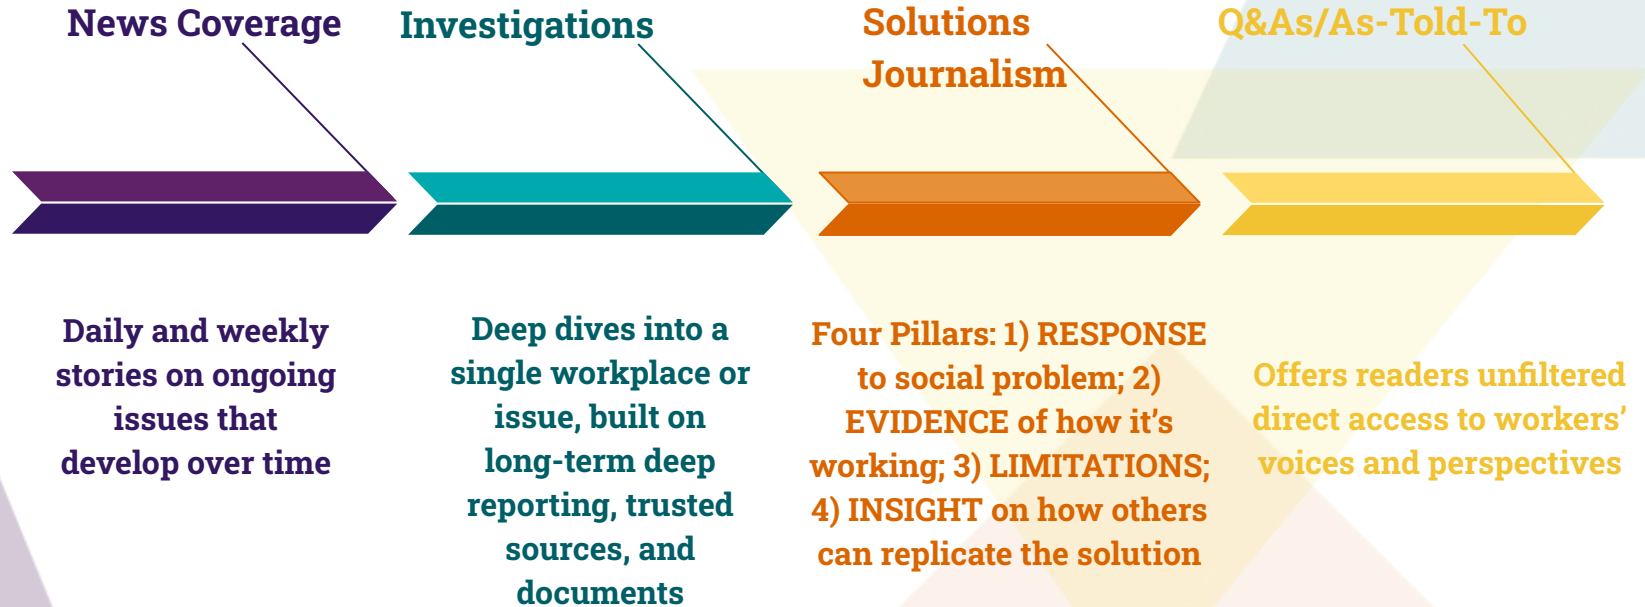 News Coverage
Investigations
Solutions
Journalism
Q&As/As-Told-To
Daily and weekly
stories on ongoing
issues that
develop over time
Deep dives into a
single workplace or
issue, built on
long-term deep
reporting, trusted
sources, and
documents
Four Pillars: 1) RESPONSE
to social problem; 2)
EVIDENCE of how it’s
working; 3) LIMITATIONS;
4) INSIGHT on how others
can replicate the solution
Offers readers unfiltered
direct access to workers’
voices and perspectives